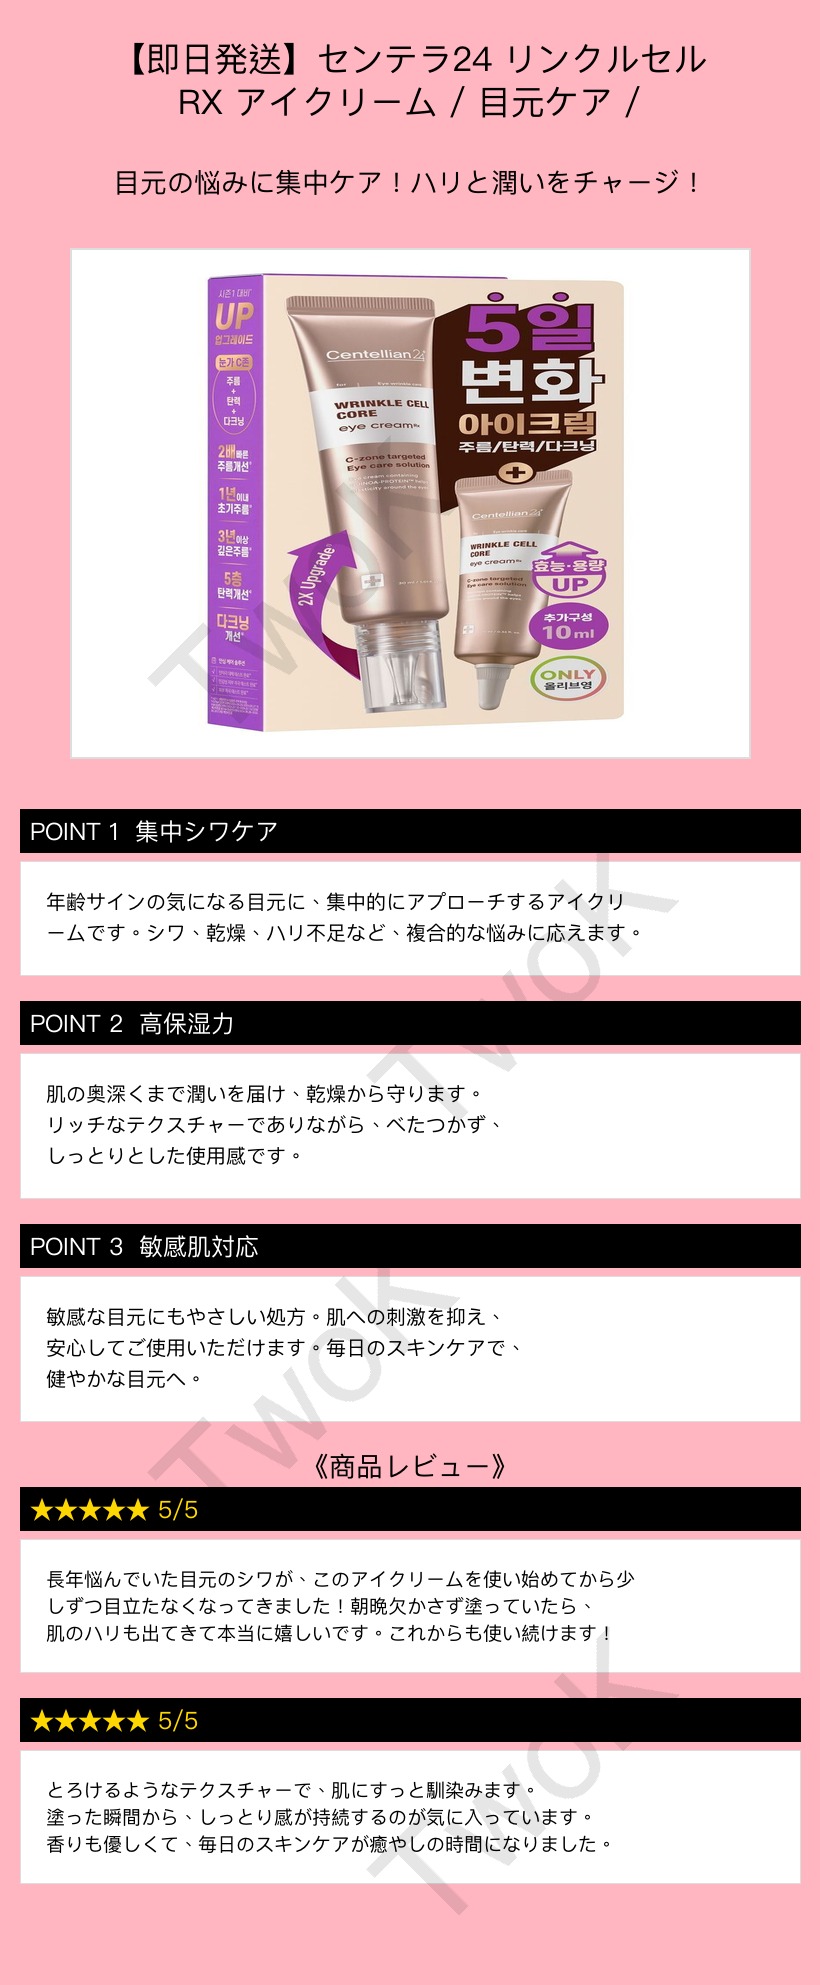 【即日発送】センテラ24 リンクルセル
RX アイクリーム / 目元ケア /
目元の悩みに集中ケア！ハリと潤いをチャージ！
시즌1 대비*
UP
업그레이드
눈가 C존
주름
+
탄력
+
다크닝
2배 빠른
주름개선*
1년 이내
초기주름*
3년 이상
깊은주름*
5층
탄력개선*
다크닝
개선*
Centellian24
Eye wrinkle care
WRINKLE CELL
CORE
eye cream Rx
C-zone targeted
Eye care solution
2X Upgrade
5일
변화
아이크림
주름/탄력/다크닝
+
Centellian24
WRINKLE CELL
CORE
eye cream Rx
C-zone targeted
Eye care solution
효능·용량
UP
추가구성
10ml
ONLY
올리브영
POINT 1 集中シワケア
年齢サインの気になる目元に、集中的にアプローチするアイクリ
ームです。シワ、乾燥、ハリ不足など、複合的な悩みに応えます。
POINT 2 高保湿力
肌の奥深くまで潤いを届け、乾燥から守ります。
リッチなテクスチャーでありながら、べたつかず、
しっとりとした使用感です。
POINT 3 敏感肌対応
敏感な目元にもやさしい処方。肌への刺激を抑え、
安心してご使用いただけます。毎日のスキンケアで、
健やかな目元へ。
《商品レビュー》
★★★★★ 5/5
長年悩んでいた目元のシワが、このアイクリームを使い始めてから少
しずつ目立たなくなってきました！朝晩欠かさず塗っていたら、
肌のハリも出てきて本当に嬉しいです。これからも使い続けます！
★★★★★ 5/5
とろけるようなテクスチャーで、肌にすっと馴染みます。
塗った瞬間から、しっとり感が持続するのが気に入っています。
香りも優しくて、毎日のスキンケアが癒やしの時間になりました。
TwoK
TwoK
TwoK
TwoK